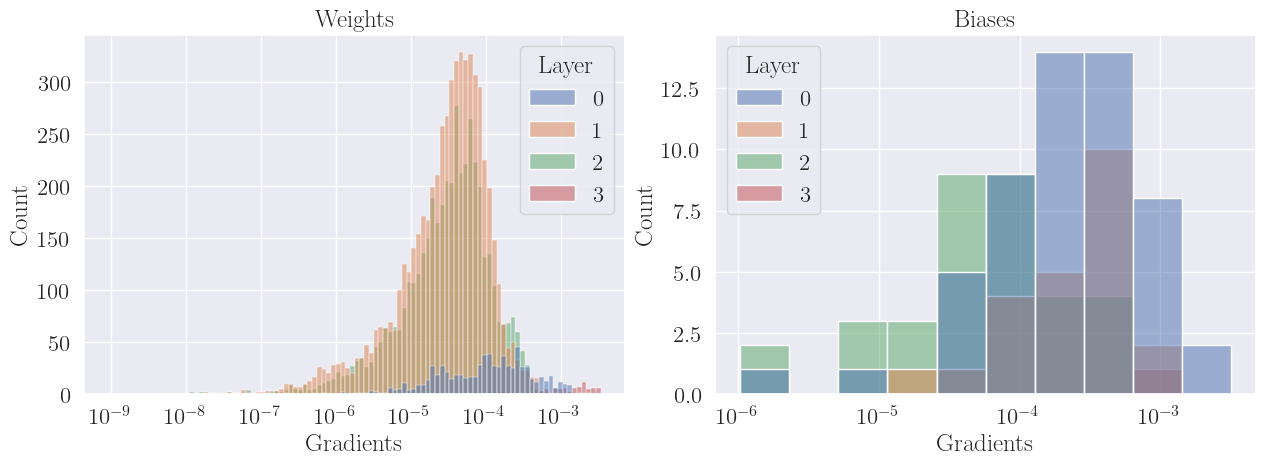 Weights
Count
300
250
200
150
100
50
0
10⁻⁹ 10⁻⁸ 10⁻⁷ 10⁻⁶ 10⁻⁵ 10⁻⁴ 10⁻³
Gradients
Layer
0
1
2
3
Biases
Count
12.5
10.0
7.5
5.0
2.5
0.0
10⁻⁶ 10⁻⁵ 10⁻⁴ 10⁻³
Gradients
Layer
0
1
2
3